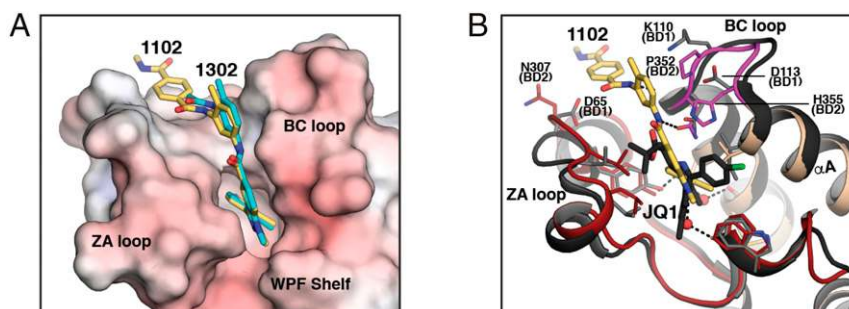 A
1102
1302
BC loop
ZA loop
WPF Shelf
B
K110
(BD1)
BC loop
1102
P352
(BD2)
N307
(BD2)
D113
(BD1)
D65
(BD1)
H355
(BD2)
αA
ZA loop
JQ1